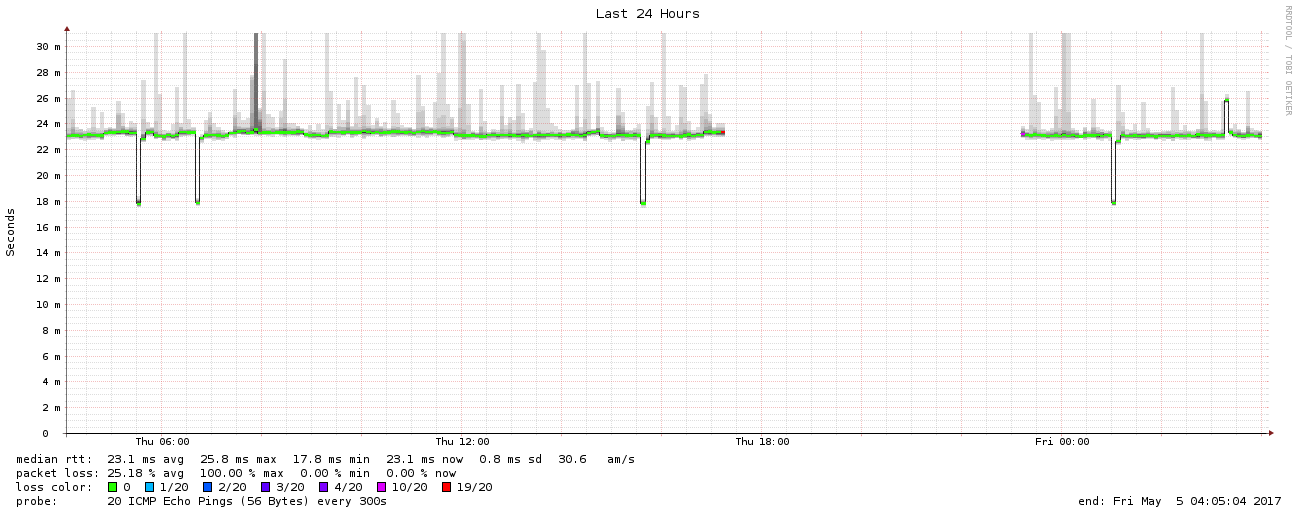 Last 24 Hours
RRDTOOL / TOBI OETIKER
Seconds
30 m
28 m
26 m
24 m
22 m
20 m
18 m
16 m
14 m
12 m
10 m
8 m
6 m
4 m
2 m
0
Thu 06:00 Thu 12:00 Thu 18:00 Fri 00:00
median rtt: 23.1 ms avg 25.8 ms max 17.8 ms min 23.1 ms now 0.8 ms sd 30.6 am/s
packet loss: 25.18 % avg 100.00 % max 0.00 % min 0.00 % now
loss color: 0 1/20 2/20 3/20 4/20 10/20 19/20
probe: 20 ICMP Echo Pings (56 Bytes) every 300s end: Fri May 5 04:05:04 2017